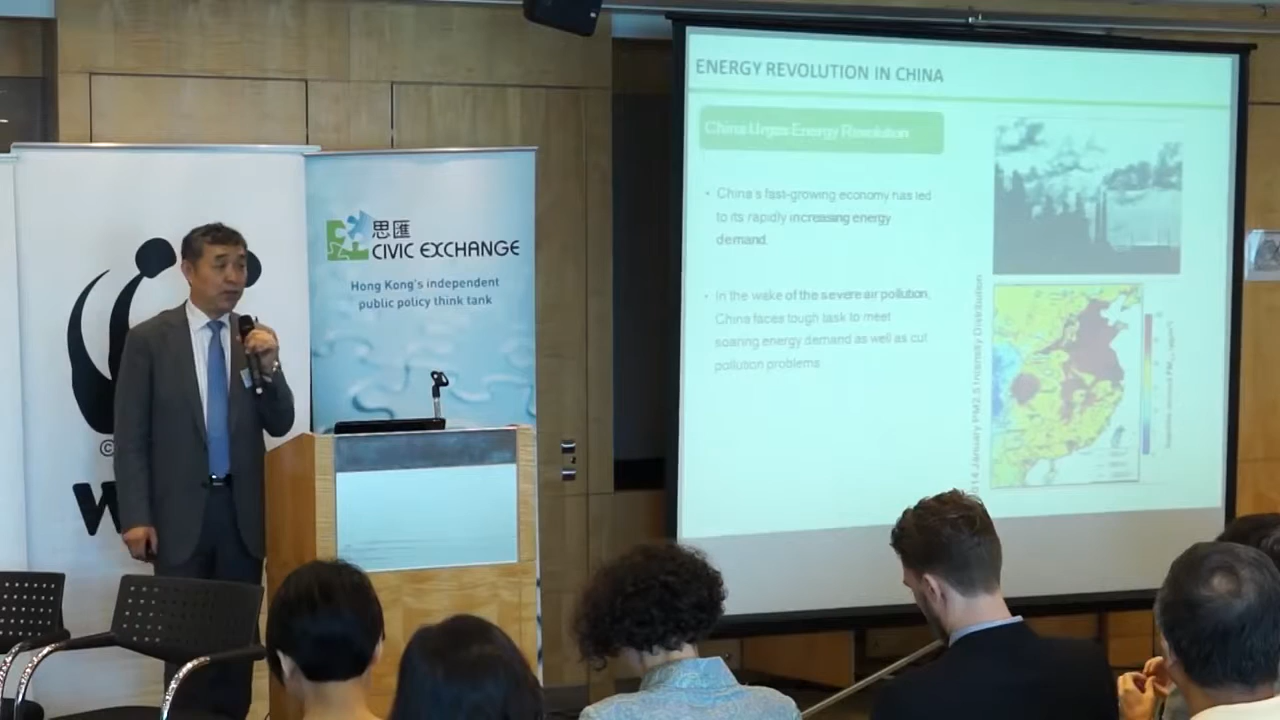 ENERGY REVOLUTION IN CHINA
China Urges Energy Revolution
• China's fast-growing economy has led
to its rapidly increasing energy
demand.
• In the wake of the severe air pollution,
China faces tough task to meet
soaring energy demand as well as cut
pollution problems
014 January PM2.5 Intensity Distribution
思匯
CIVIC EXCHANGE
Hong Kong's independent
public policy think tank
©
W